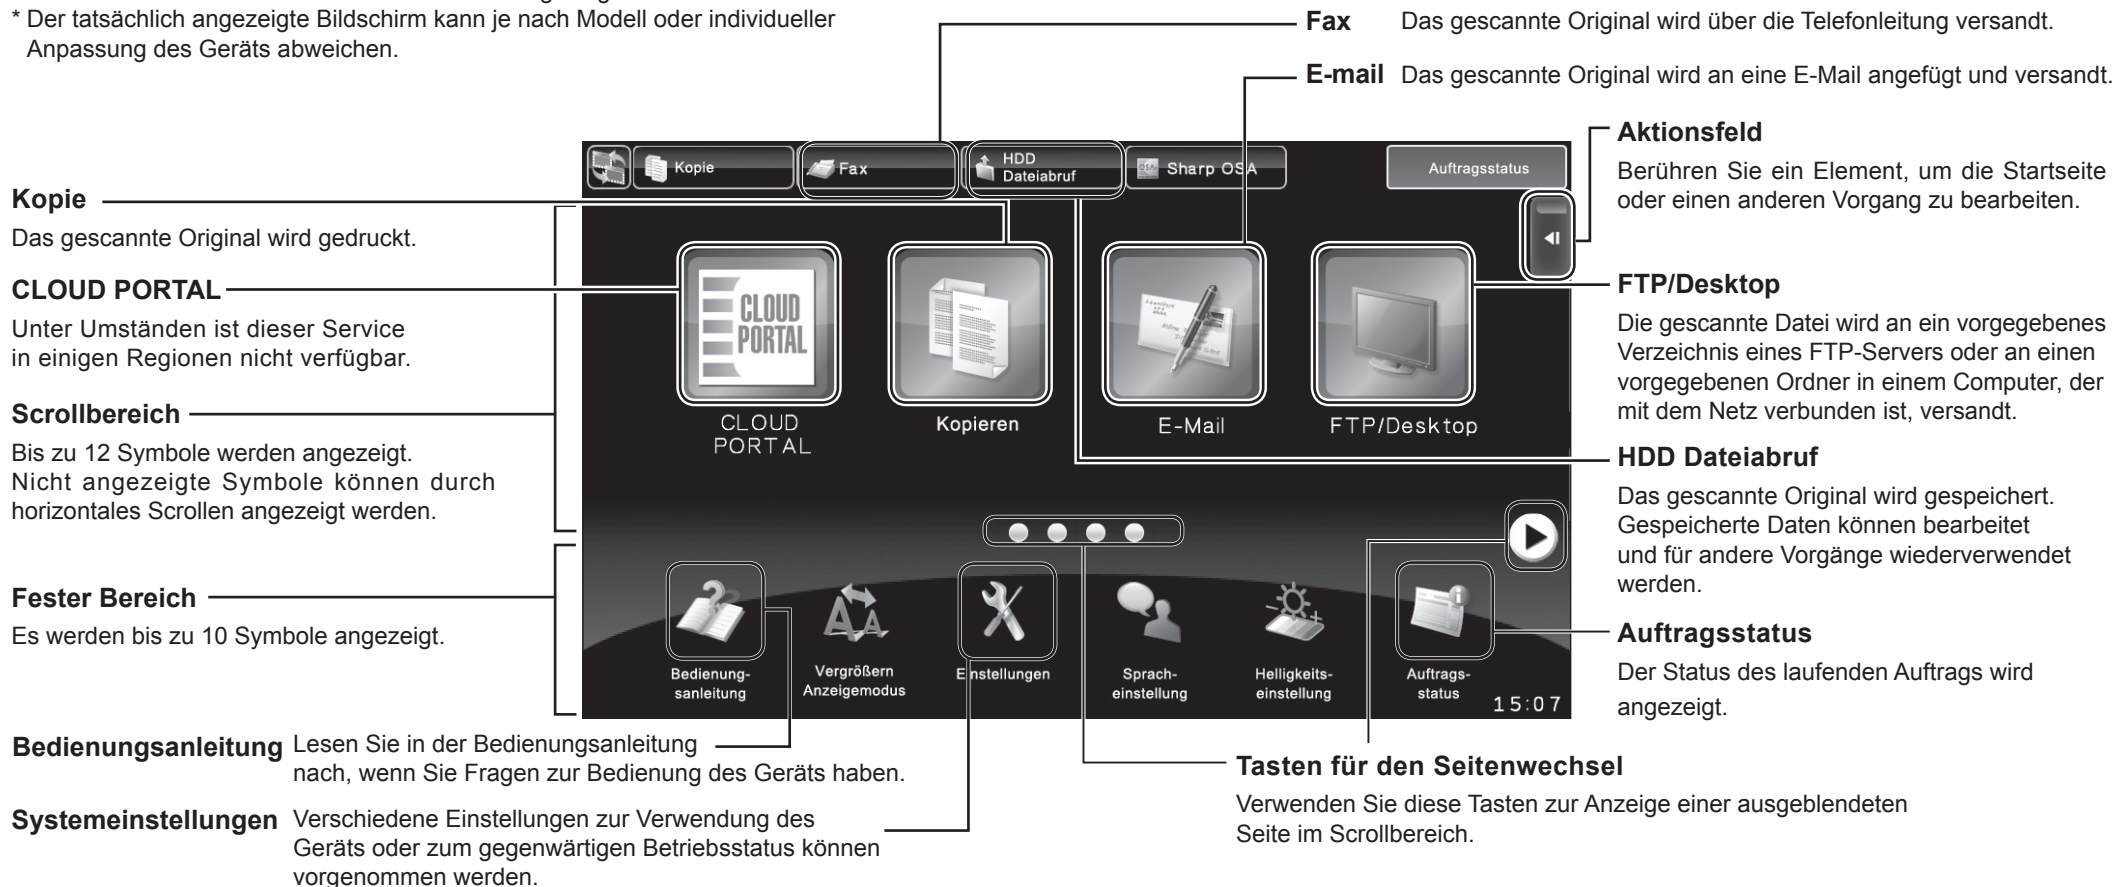 * Der tatsächlich angezeigte Bildschirm kann je nach Modell oder individueller
Anpassung des Geräts abweichen.
Fax Das gescannte Original wird über die Telefonleitung versandt.
E-mail Das gescannte Original wird an eine E-Mail angefügt und versandt.
Kopie
Das gescannte Original wird gedruckt.
CLOUD PORTAL
Unter Umständen ist dieser Service
in einigen Regionen nicht verfügbar.
Scrollbereich
Bis zu 12 Symbole werden angezeigt.
Nicht angezeigte Symbole können durch
horizontales Scrollen angezeigt werden.
Fester Bereich
Es werden bis zu 10 Symbole angezeigt.
Kopie
Fax
HDD
Dateiabruf
OSA
Sharp OSA
Auftragsstatus
CLOUD
PORTAL
CLOUD
PORTAL
Kopieren
E-Mail
FTP/Desktop
Bedienung-
sanleitung
Vergrößern
Anzeigemodus
Einstellungen
Sprach-
einstellung
Helligkeits-
einstellung
Auftrags-
status
15:07
Aktionsfeld
Berühren Sie ein Element, um die Startseite
oder einen anderen Vorgang zu bearbeiten.
FTP/Desktop
Die gescannte Datei wird an ein vorgegebenes
Verzeichnis eines FTP-Servers oder an einen
vorgegebenen Ordner in einem Computer, der
mit dem Netz verbunden ist, versandt.
HDD Dateiabruf
Das gescannte Original wird gespeichert.
Gespeicherte Daten können bearbeitet
und für andere Vorgänge wiederverwendet
werden.
Auftragsstatus
Der Status des laufenden Auftrags wird
angezeigt.
Bedienungsanleitung Lesen Sie in der Bedienungsanleitung
nach, wenn Sie Fragen zur Bedienung des Geräts haben.
Systemeinstellungen Verschiedene Einstellungen zur Verwendung des
Geräts oder zum gegenwärtigen Betriebsstatus können
vorgenommen werden.
Tasten für den Seitenwechsel
Verwenden Sie diese Tasten zur Anzeige einer ausgeblendeten
Seite im Scrollbereich.